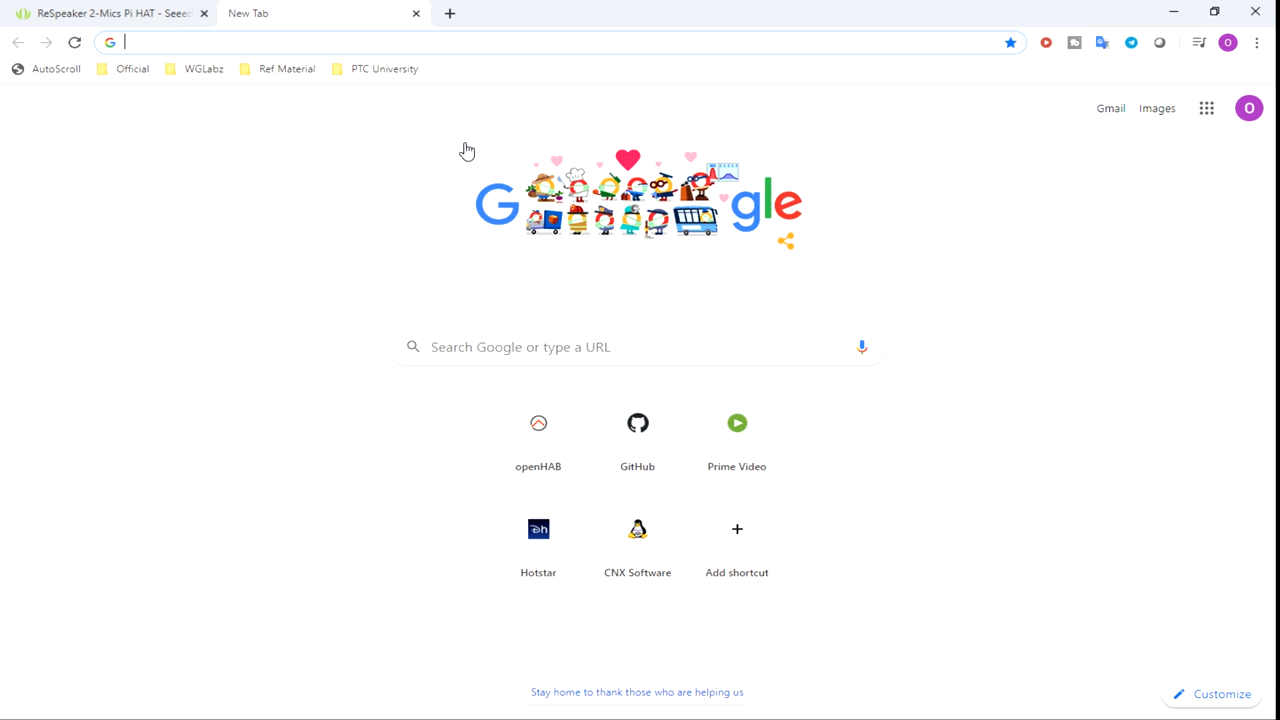 ReSpeaker 2-Mics Pi HAT - Seeed
New Tab
AutoScroll Official WGLabz Ref Material PTC University
Gmail Images O
G gle
Search Google or type a URL
openHAB GitHub Prime Video
Hotstar CNX Software Add shortcut
Stay home to thank those who are helping us
Customize